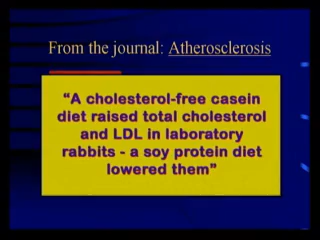 From the journal: Atherosclerosis
“A cholesterol-free casein
diet raised total cholesterol
and LDL in laboratory
rabbits - a soy protein diet
lowered them”